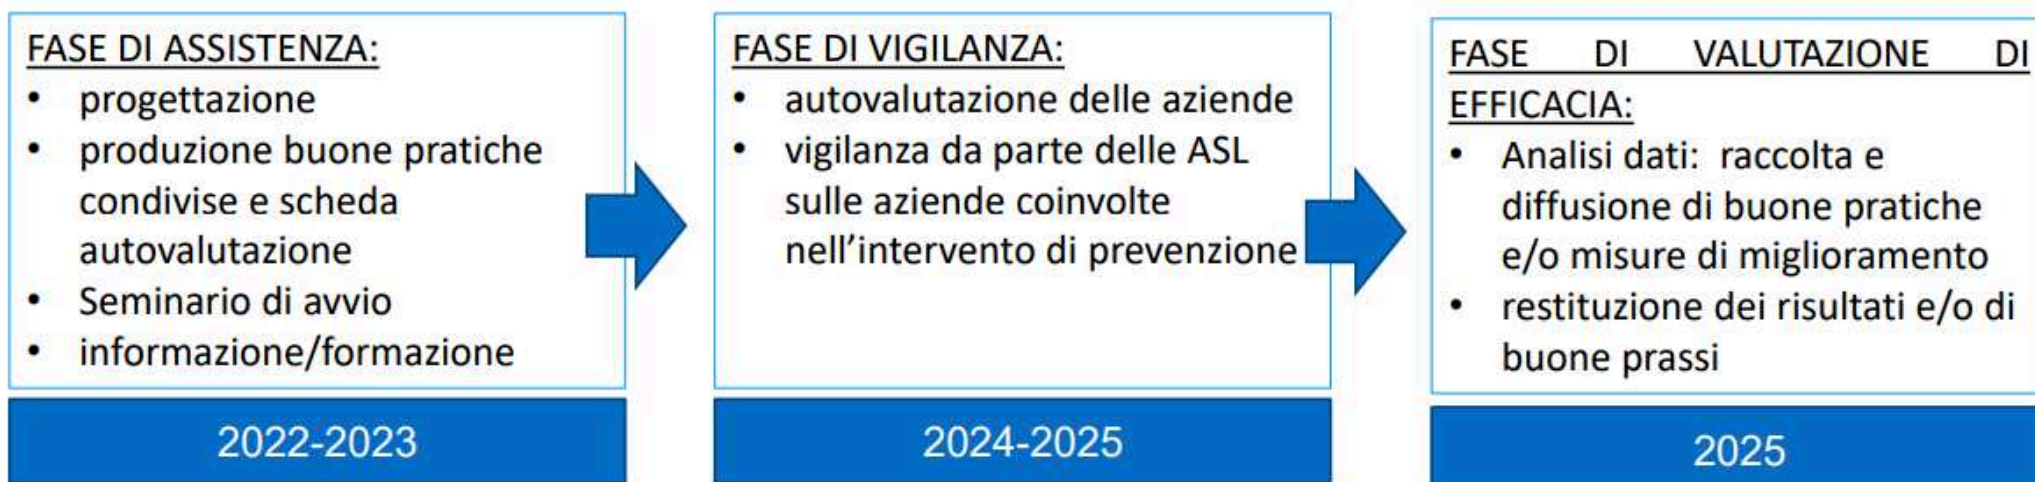 FASE DI ASSISTENZA:
• progettazione
• produzione buone pratiche
condivise e scheda
autovalutazione
• Seminario di avvio
• informazione/formazione
2022-2023
FASE DI VIGILANZA:
• autovalutazione delle aziende
• vigilanza da parte delle ASL
sulle aziende coinvolte
nell’intervento di prevenzione
2024-2025
FASE DI VALUTAZIONE DI
EFFICACIA:
• Analisi dati: raccolta e
diffusione di buone pratiche
e/o misure di miglioramento
• restituzione dei risultati e/o di
buone prassi
2025